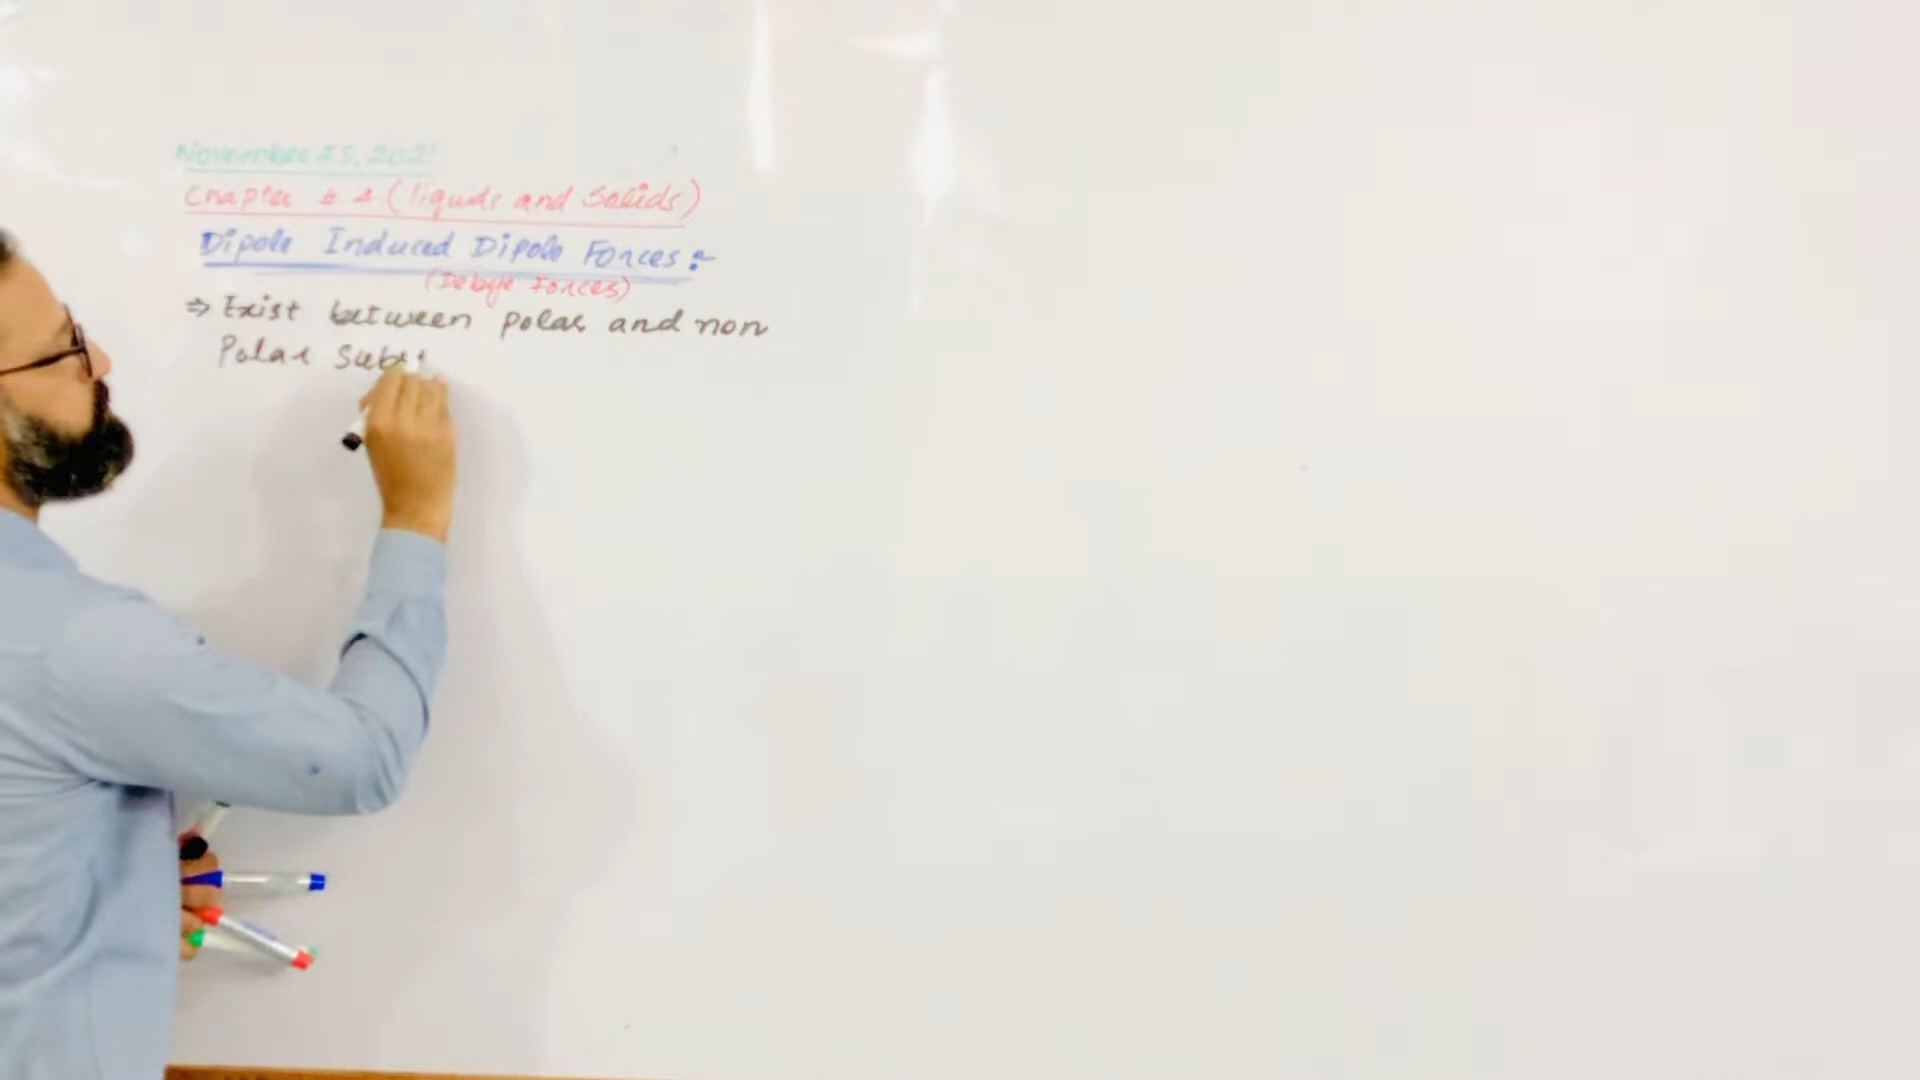 November 25, 2021
Chapter # 4 (liquids and Solids)
Dipole Induced Dipole Forces:-
(Debye Forces)
⇒ Exist between polar and non
Polar Subst